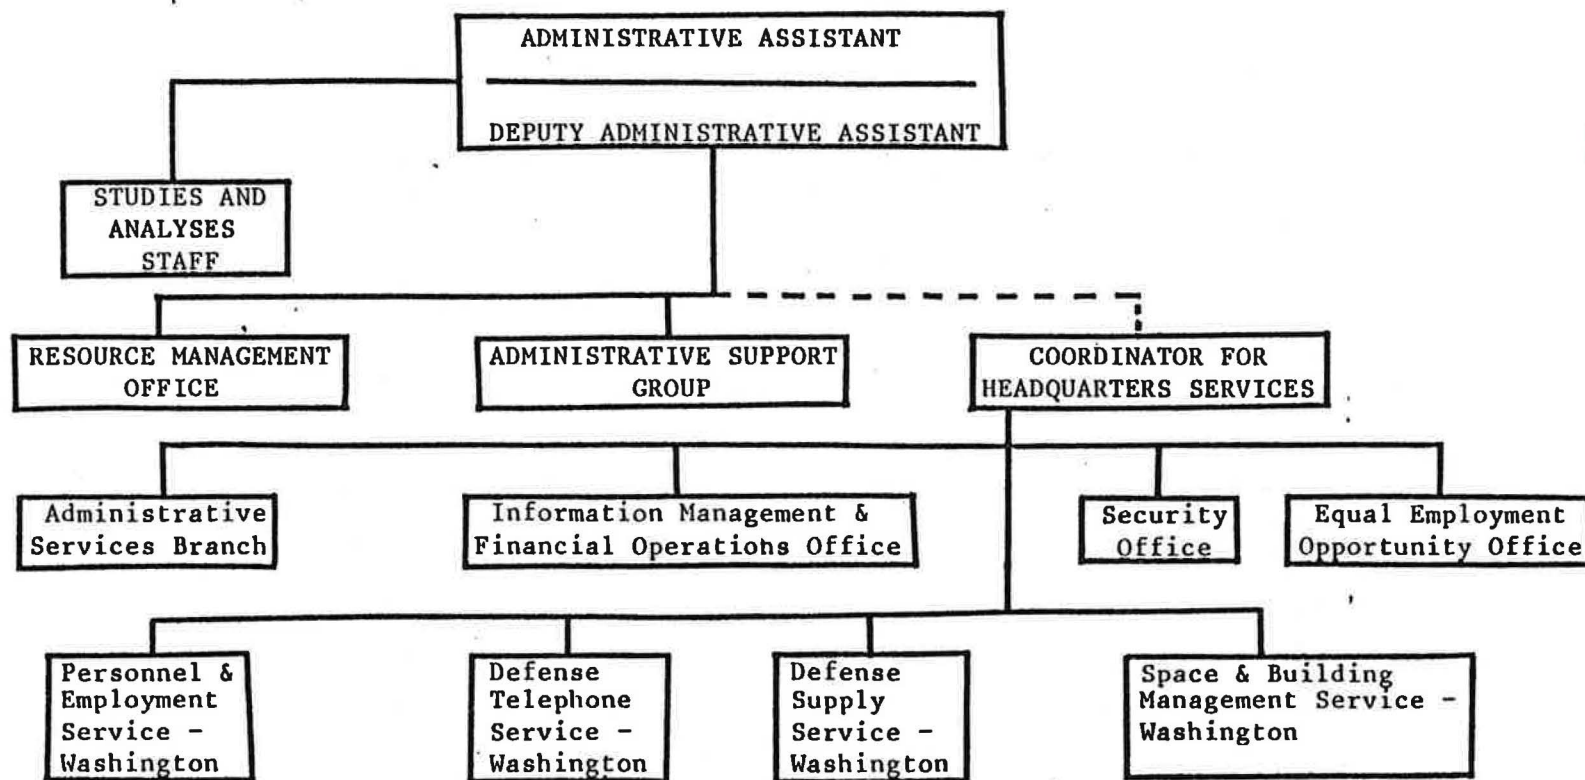 ADMINISTRATIVE ASSISTANT
DEPUTY ADMINISTRATIVE ASSISTANT
STUDIES AND
ANALYSES
STAFF
RESOURCE MANAGEMENT
OFFICE
ADMINISTRATIVE SUPPORT
GROUP
COORDINATOR FOR
HEADQUARTERS SERVICES
Administrative
Services Branch
Information Management &
Financial Operations Office
Security
Office
Equal Employment
Opportunity Office
Personnel &
Employment
Service -
Washington
Defense
Telephone
Service -
Washington
Defense
Supply
Service -
Washington
Space & Building
Management Service -
Washington